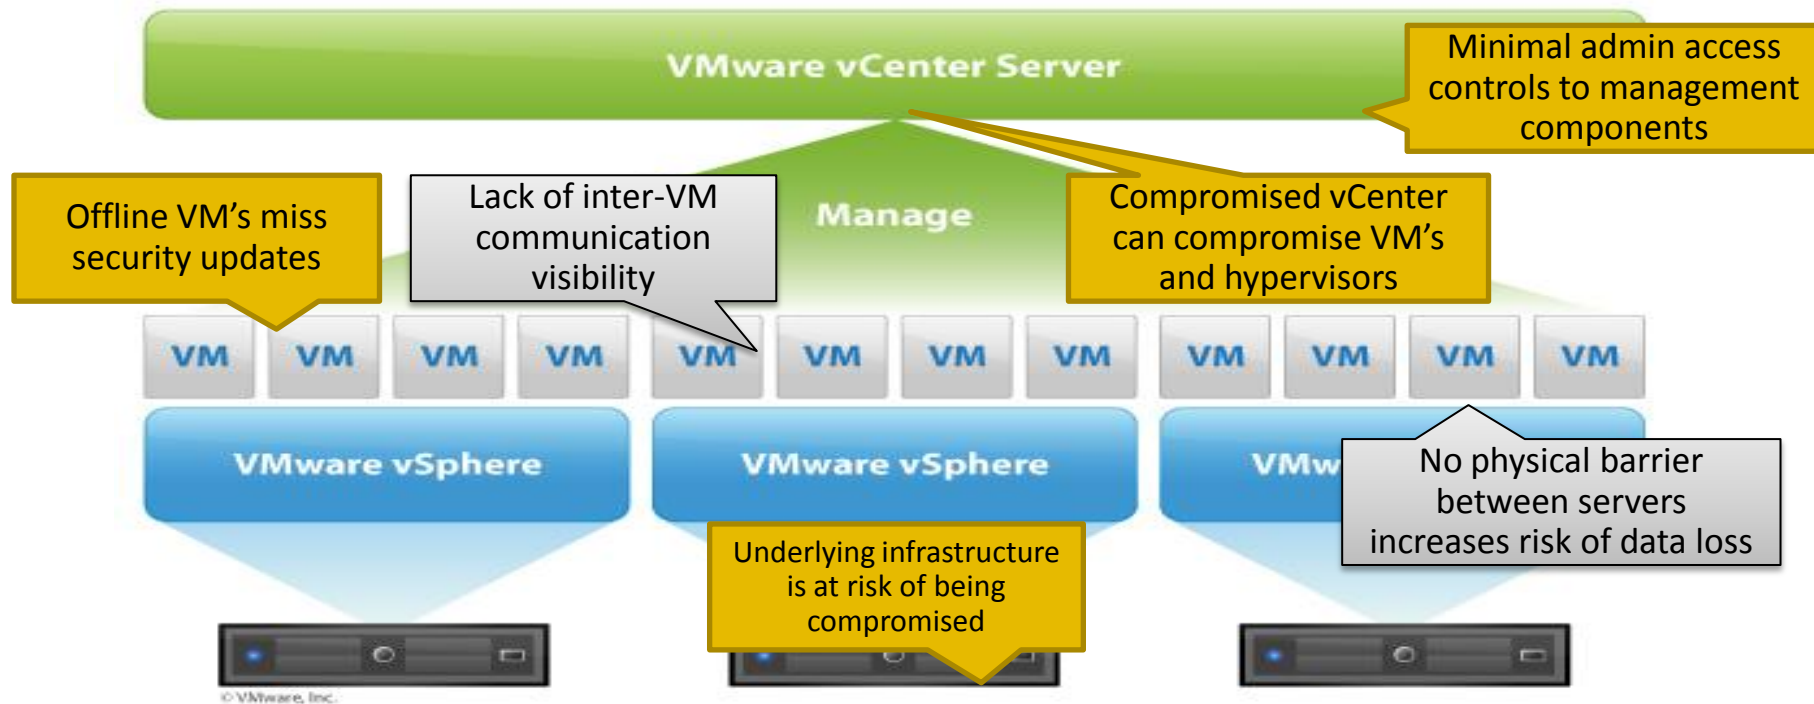 VMware vCenter Server
Minimal admin access
controls to management
components
Offline VM's miss
security updates
Lack of inter-VM
communication
visibility
Manage
Compromised vCenter
can compromise VM's
and hypervisors
VM VM VM VM VM VM VM VM VM VM VM VM
VMware vSphere
VMware vSphere
No physical barrier
between servers
increases risk of data loss
Underlying infrastructure
is at risk of being
compromised
© VMware, Inc.